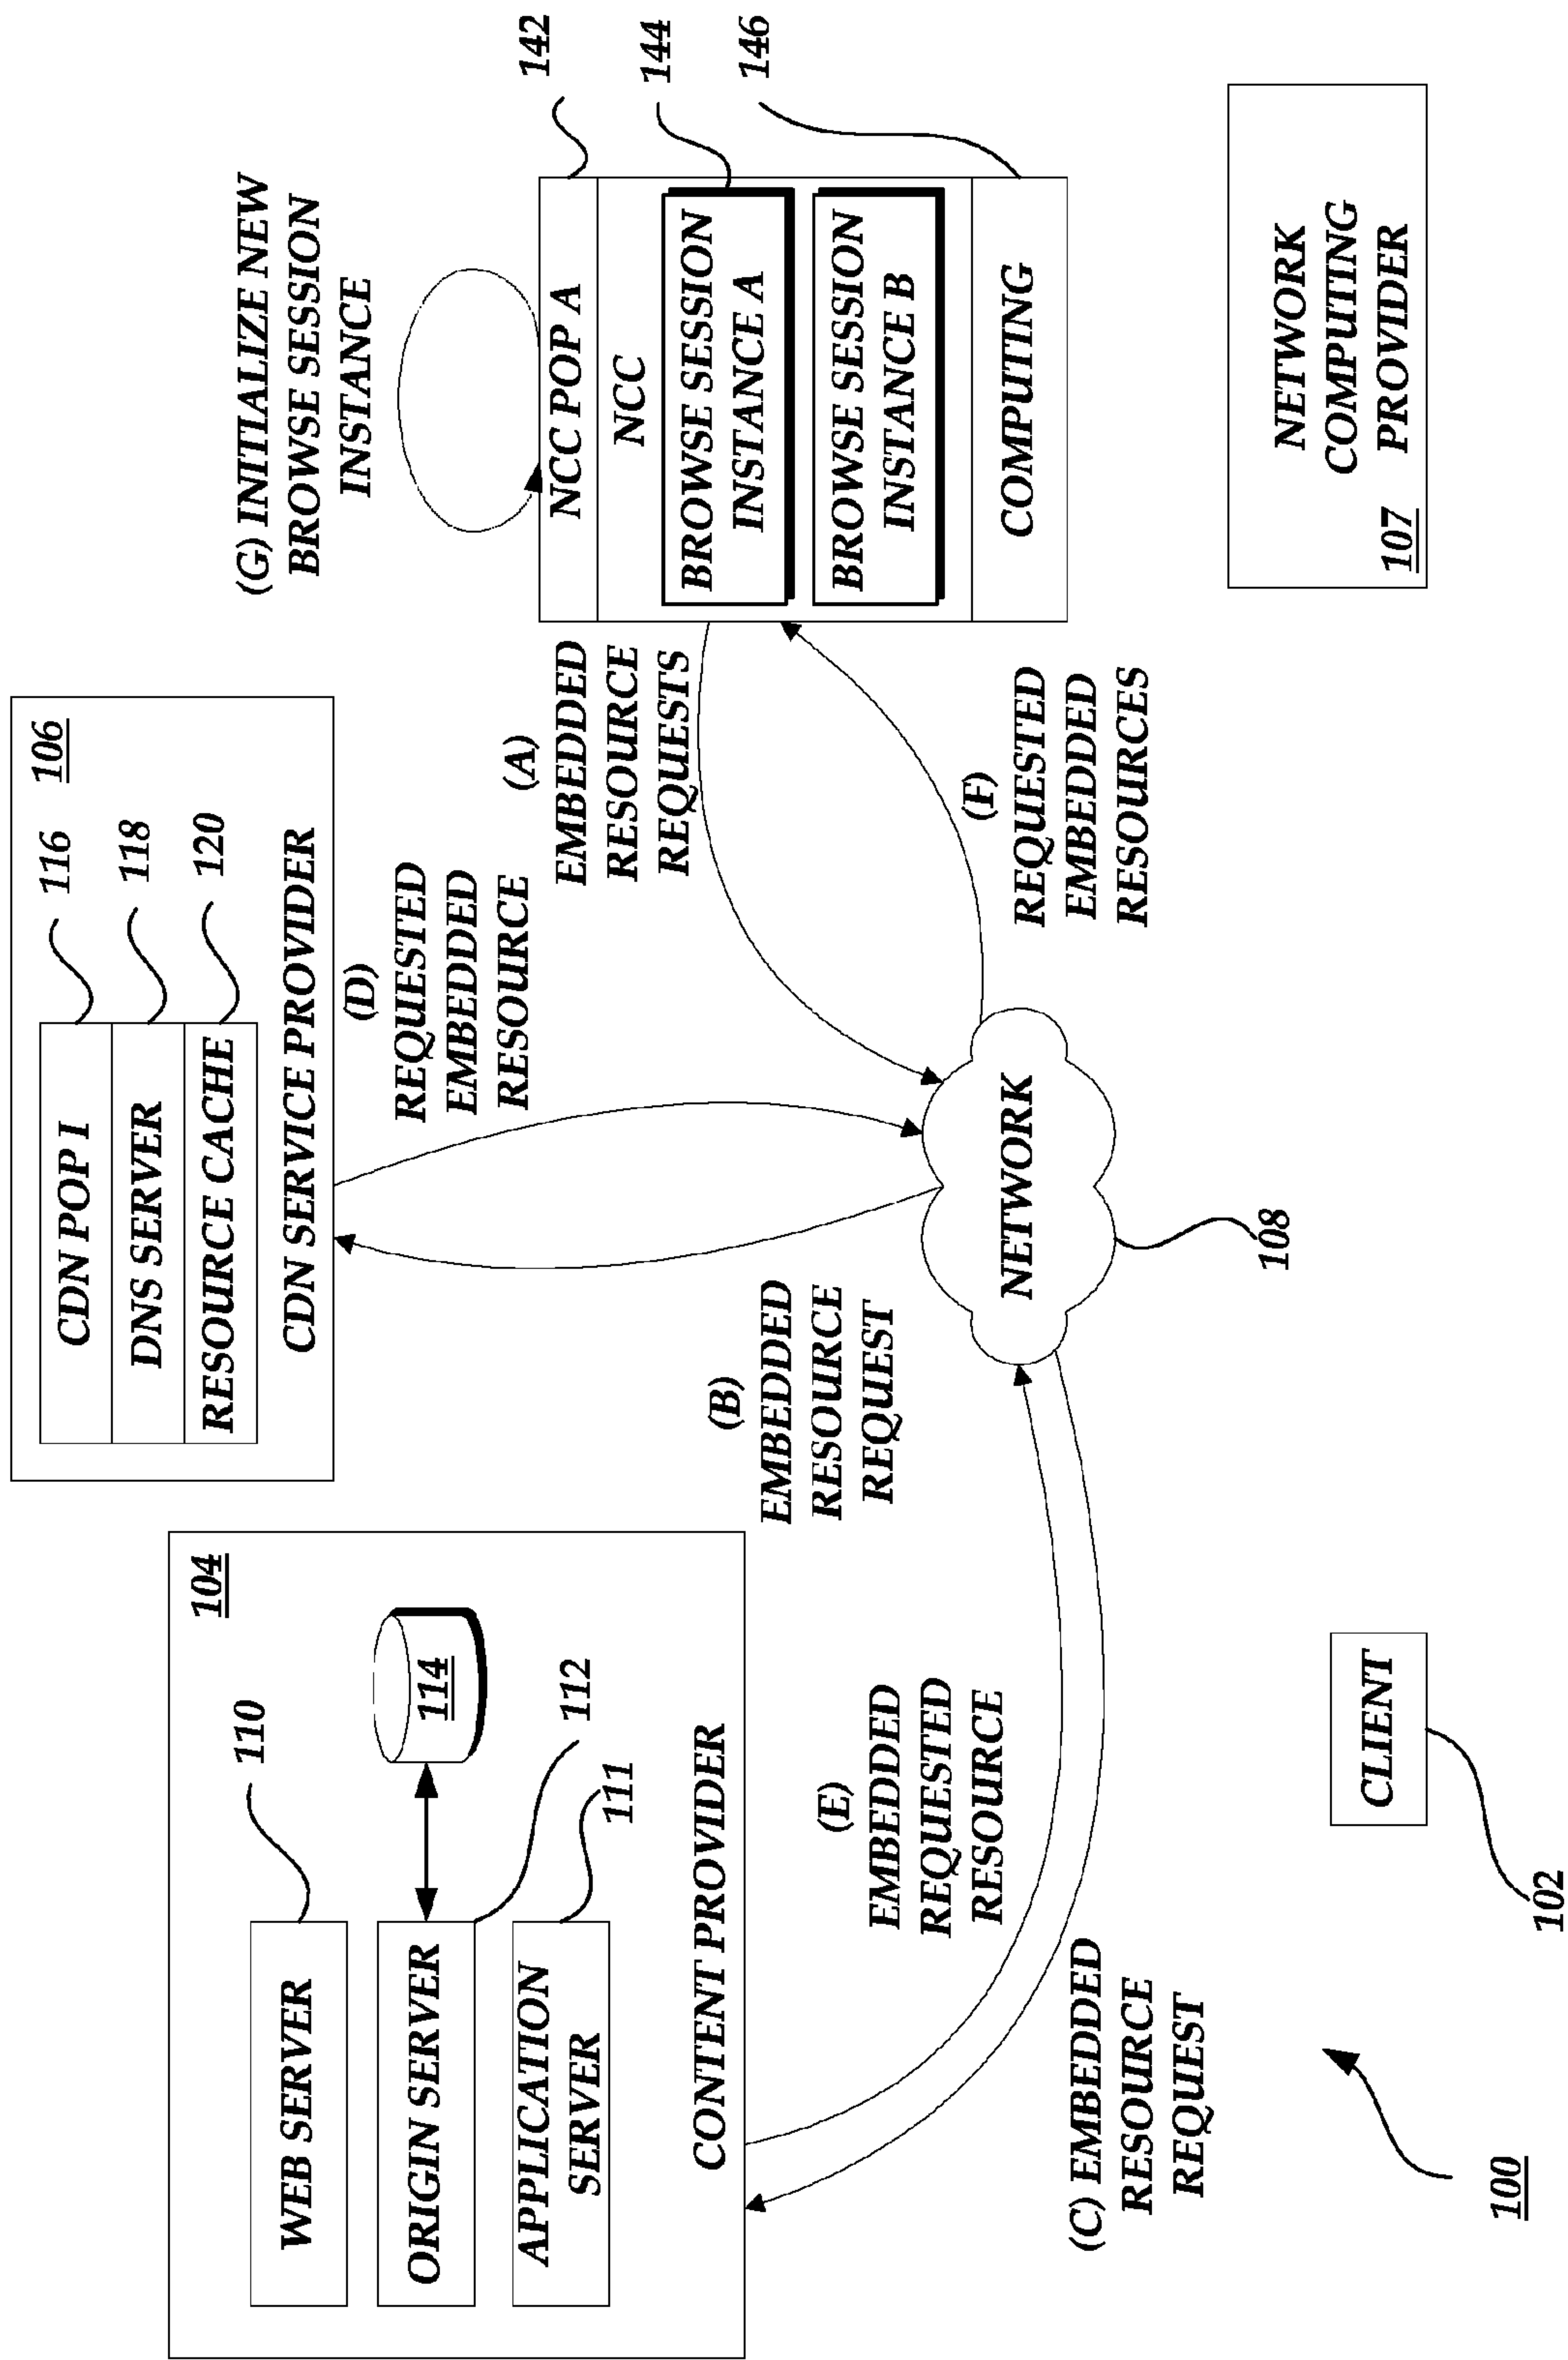 104
WEB SERVER
110
ORIGIN SERVER
114
112
APPLICATION
SERVER
111
CONTENT PROVIDER
106
CDN POP 1
116
DNS SERVER
118
RESOURCE CACHE
120
CDN SERVICE PROVIDER
(G) INITIALIZE NEW
BROWSE SESSION
INSTANCE
NCC POP A
142
NCC
BROWSE SESSION
INSTANCE A
144
BROWSE SESSION
INSTANCE B
COMPUTING
146
(D)
REQUESTED
EMBEDDED
RESOURCE
(A)
EMBEDDED
RESOURCE
REQUESTS
(B)
EMBEDDED
RESOURCE
REQUEST
(E)
EMBEDDED
REQUESTED
RESOURCE
NETWORK
108
(F)
REQUESTED
EMBEDDED
RESOURCES
(C) EMBEDDED
RESOURCE
REQUEST
CLIENT
102
NETWORK
COMPUTING
PROVIDER
107
100